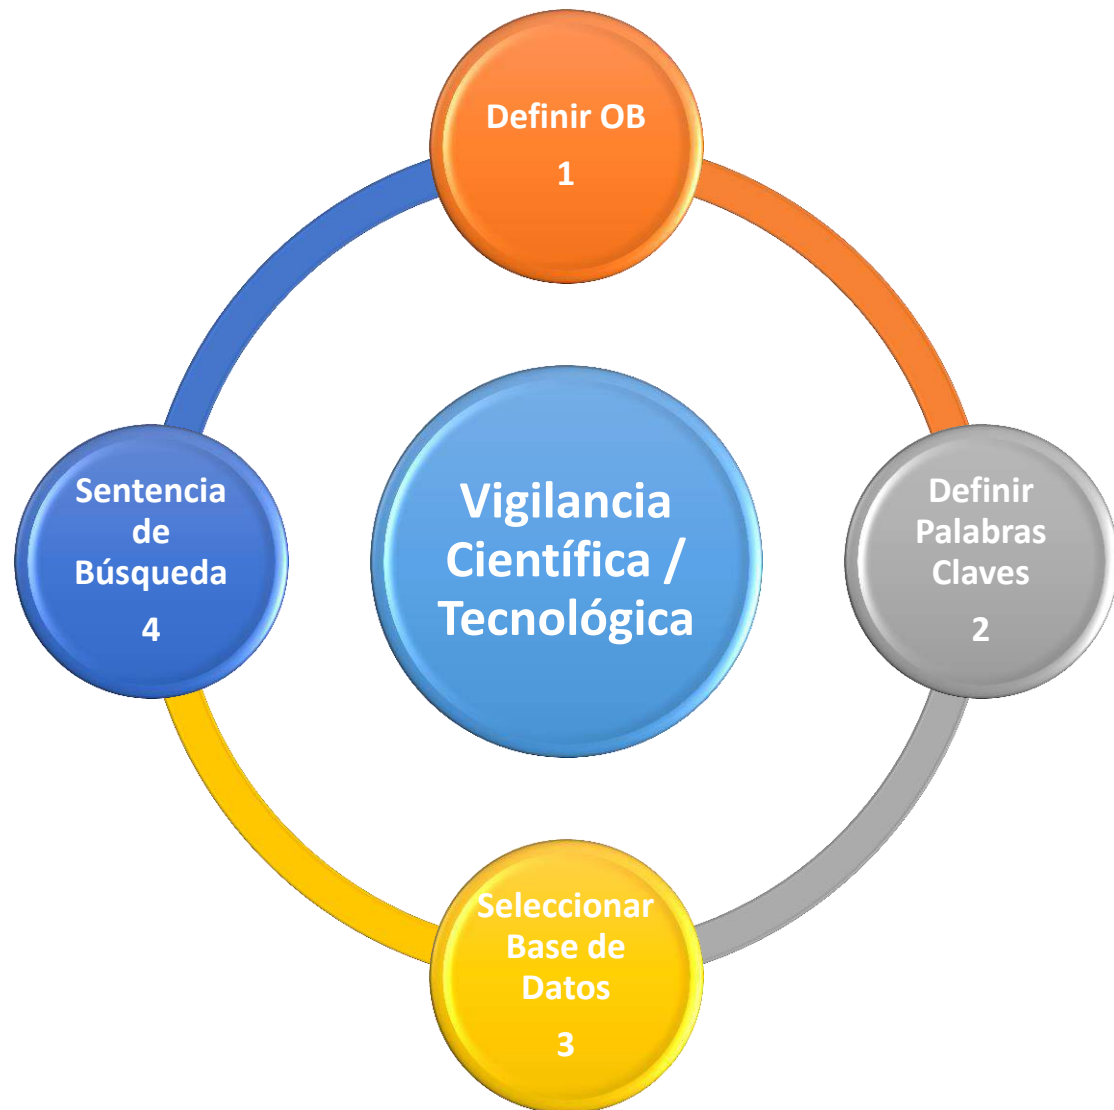 Definir OB
1
Sentencia
de
Búsqueda
4
Vigilancia
Científica /
Tecnológica
Definir
Palabras
Claves
2
Seleccionar
Base de
Datos
3